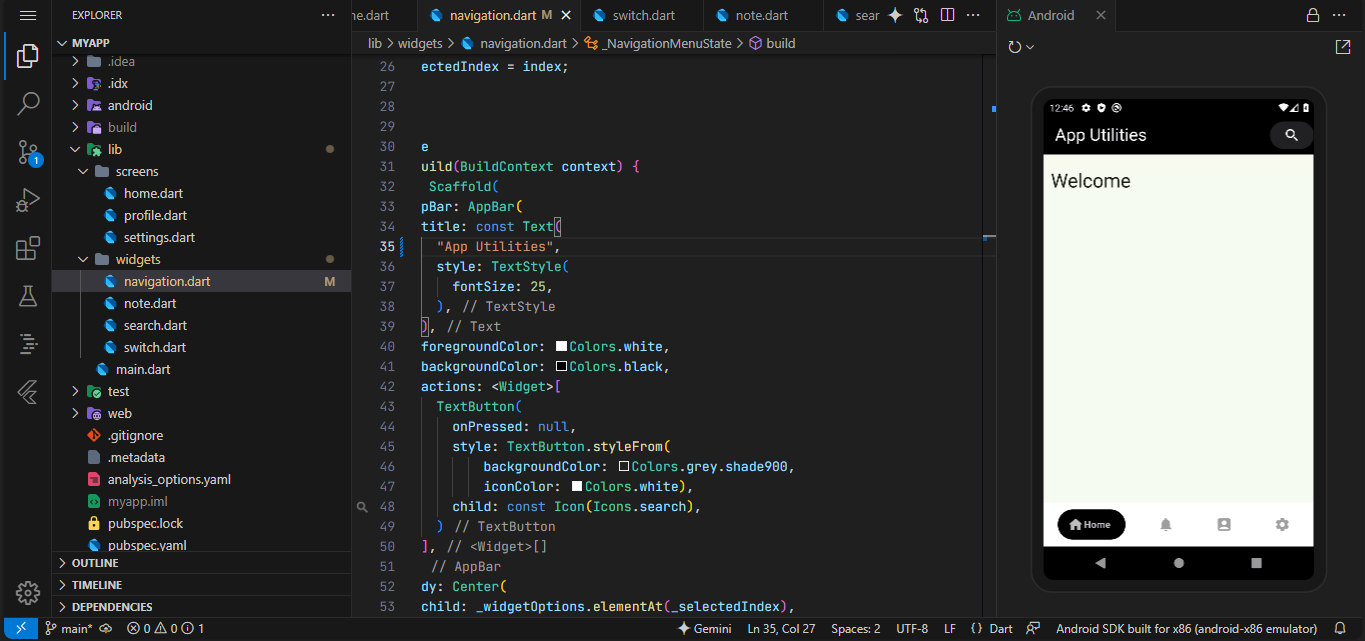 EXPLORER
MYAPP
.idea
.idx
android
build
lib
screens
home.dart
profile.dart
settings.dart
widgets
navigation.dart M
note.dart
search.dart
switch.dart
main.dart
test
web
.gitignore
.metadata
analysis_options.yaml
myapp.iml
pubspec.lock
pubspec.yaml
OUTLINE
TIMELINE
DEPENDENCIES
1
ne.dart navigation.dart M switch.dart note.dart sear
lib > widgets > navigation.dart > _NavigationMenuState > build
26 ectedIndex = index;
27
28
29
30 e
31 uild(BuildContext context) {
32 Scaffold(
33 pBar: AppBar(
34 title: const Text(
35 "App Utilities",
36 style: TextStyle(
37 fontSize: 25,
38 ), // TextStyle
39 ), // Text
40 foregroundColor: Colors.white,
41 backgroundColor: Colors.black,
42 actions: <Widget>[
43 TextButton(
44 onPressed: null,
45 style: TextButton.styleFrom(
46 backgroundColor: Colors.grey.shade900,
47 iconColor: Colors.white),
48 child: const Icon(Icons.search),
49 ) // TextButton
50 ], // <Widget>[]
51 // AppBar
52 dy: Center(
53 child: _widgetOptions.elementAt(_selectedIndex),
Android
12:46
App Utilities
Welcome
Home
main* 0 0 1 Gemini Ln 35, Col 27 Spaces: 2 UTF-8 LF {} Dart Android SDK built for x86 (android-x86 emulator)